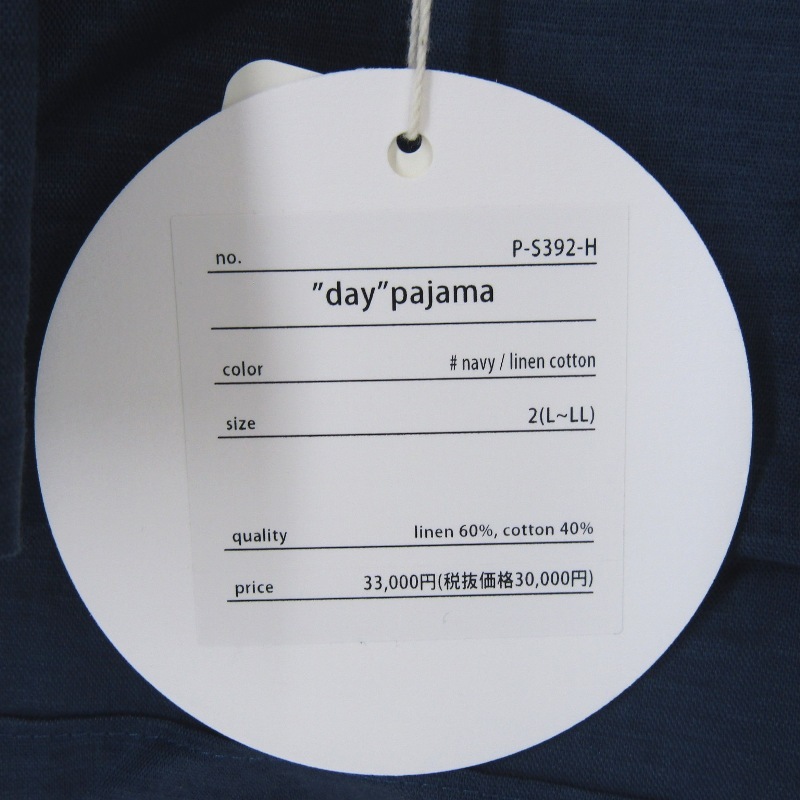 no. P-S392-H
”day”pajama
color # navy / linen cotton
size 2(L~LL)
quality linen 60%, cotton 40%
price 33,000円(税抜価格30,000円)